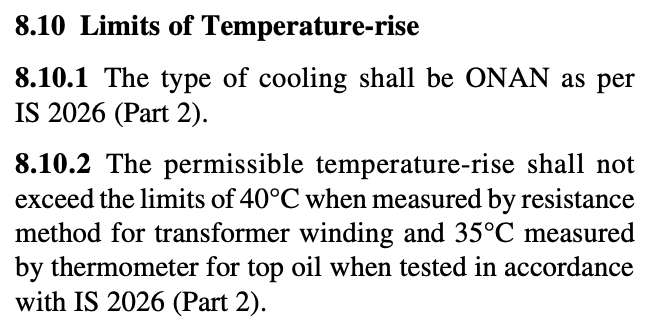 8.10 Limits of Temperature-rise
8.10.1 The type of cooling shall be ONAN as per
IS 2026 (Part 2).
8.10.2 The permissible temperature-rise shall not
exceed the limits of 40°C when measured by resistance
method for transformer winding and 35°C measured
by thermometer for top oil when tested in accordance
with IS 2026 (Part 2).